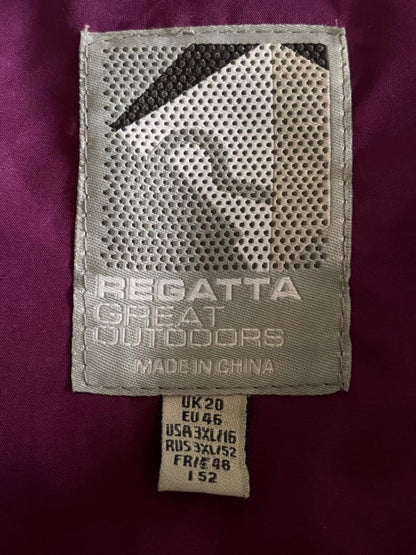 REGATTA
GREAT
OUTDOORS
MADE IN CHINA
UK 20
EU 46
USA 3XL/16
RUS 3XL/52
FR/E 48
I 52